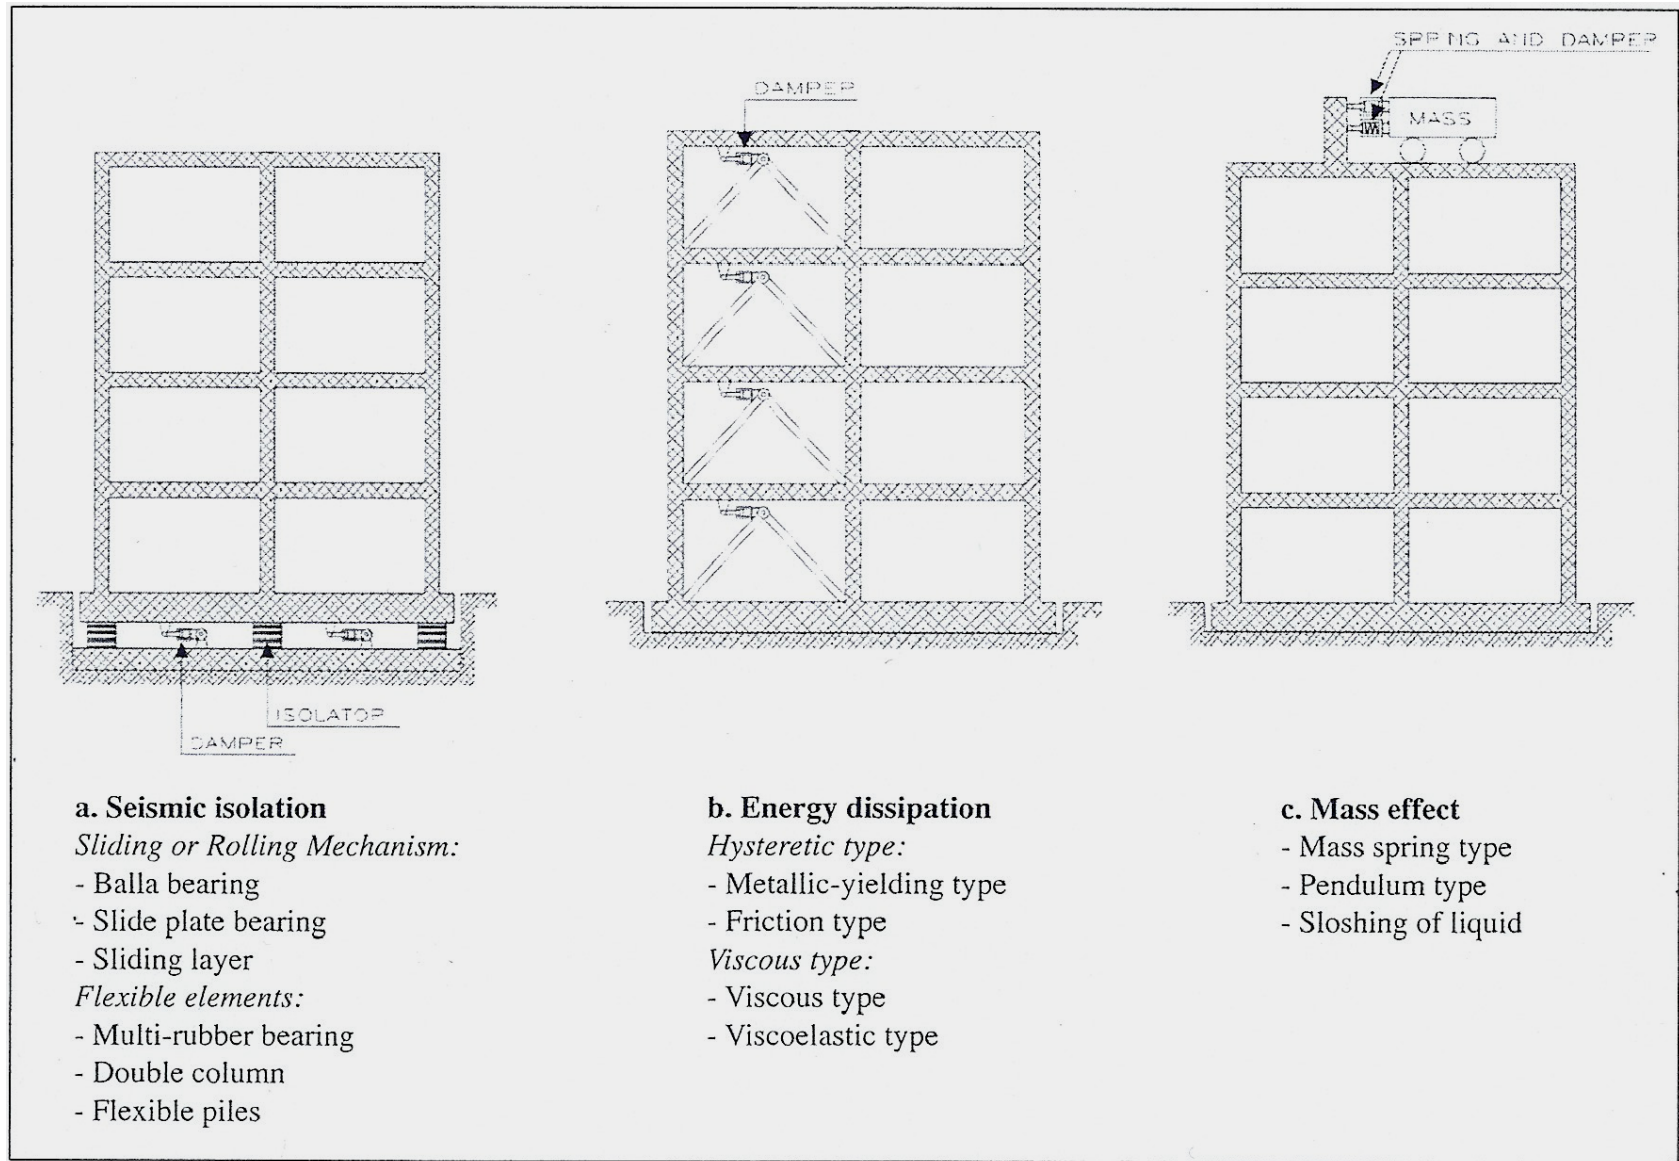 SPRING AND DAMPER
DAMPER
MASS
ISOLATOR
DAMPER
a. Seismic isolation
Sliding or Rolling Mechanism:
- Balla bearing
- Slide plate bearing
- Sliding layer
Flexible elements:
- Multi-rubber bearing
- Double column
- Flexible piles
b. Energy dissipation
Hysteretic type:
- Metallic-yielding type
- Friction type
Viscous type:
- Viscous type
- Viscoelastic type
c. Mass effect
- Mass spring type
- Pendulum type
- Sloshing of liquid